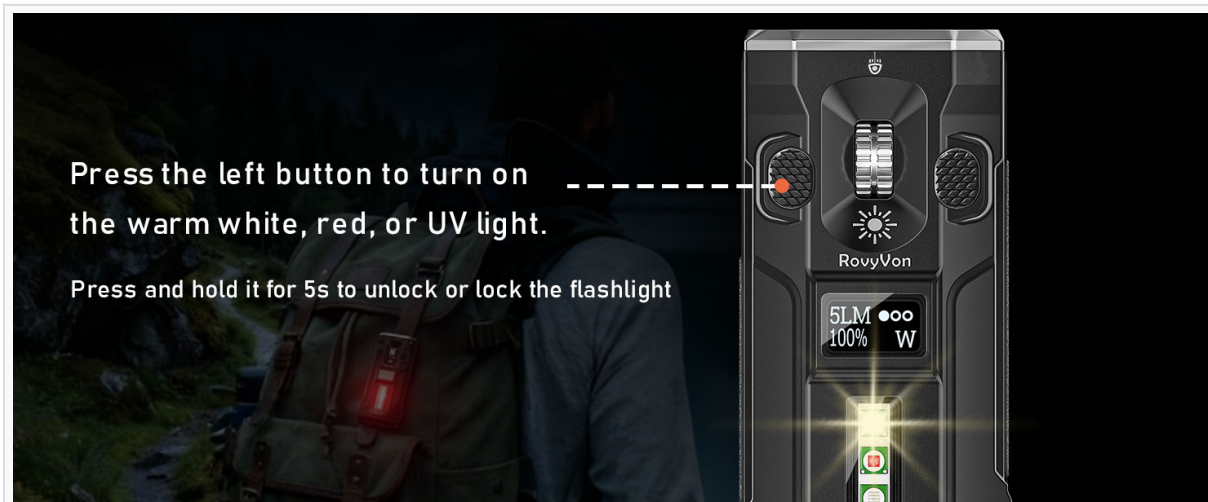 Press the left button to turn on
the warm white, red, or UV light.
Press and hold it for 5s to unlock or lock the flashlight
RovyVon
5LM
100% W